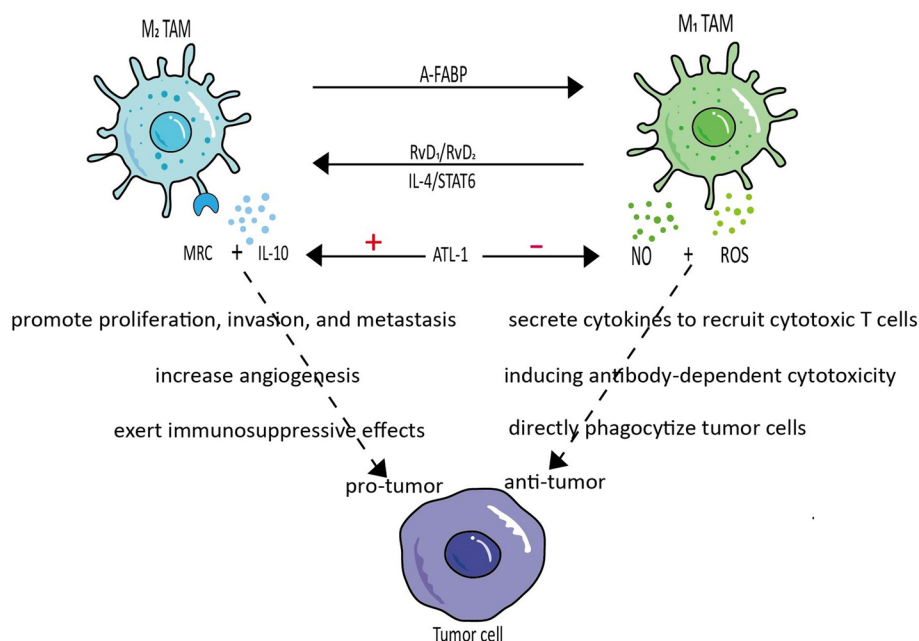 M₂ TAM
M₁ TAM
A-FABP
RvD₁/RvD₂
IL-4/STAT6
MRC + IL-10
+
ATL-1
−
NO + ROS
promote proliferation, invasion, and metastasis
secrete cytokines to recruit cytotoxic T cells
increase angiogenesis
inducing antibody-dependent cytotoxicity
exert immunosuppressive effects
directly phagocytize tumor cells
pro-tumor
anti-tumor
Tumor cell